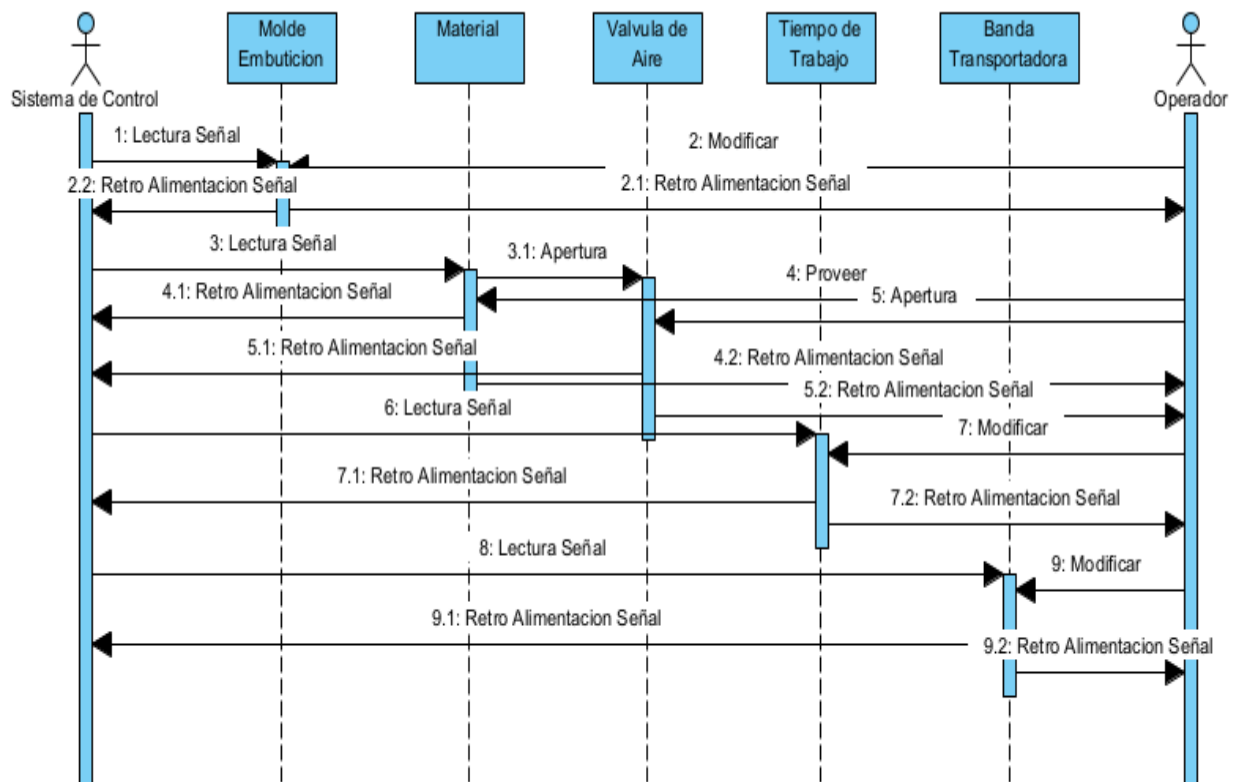 Molde
Embuticion
Material
Valvula de
Aire
Tiempo de
Trabajo
Banda
Transportadora
Sistema de Control
Operador
1: Lectura Señal
2: Modificar
2.2: Retro Alimentacion Señal
2.1: Retro Alimentacion Señal
3: Lectura Señal
3.1: Apertura
4: Proveer
4.1: Retro Alimentacion Señal
5: Apertura
5.1: Retro Alimentacion Señal
4.2: Retro Alimentacion Señal
5.2: Retro Alimentacion Señal
6: Lectura Señal
7: Modificar
7.1: Retro Alimentacion Señal
7.2: Retro Alimentacion Señal
8: Lectura Señal
9: Modificar
9.1: Retro Alimentacion Señal
9.2: Retro Alimentacion Señal